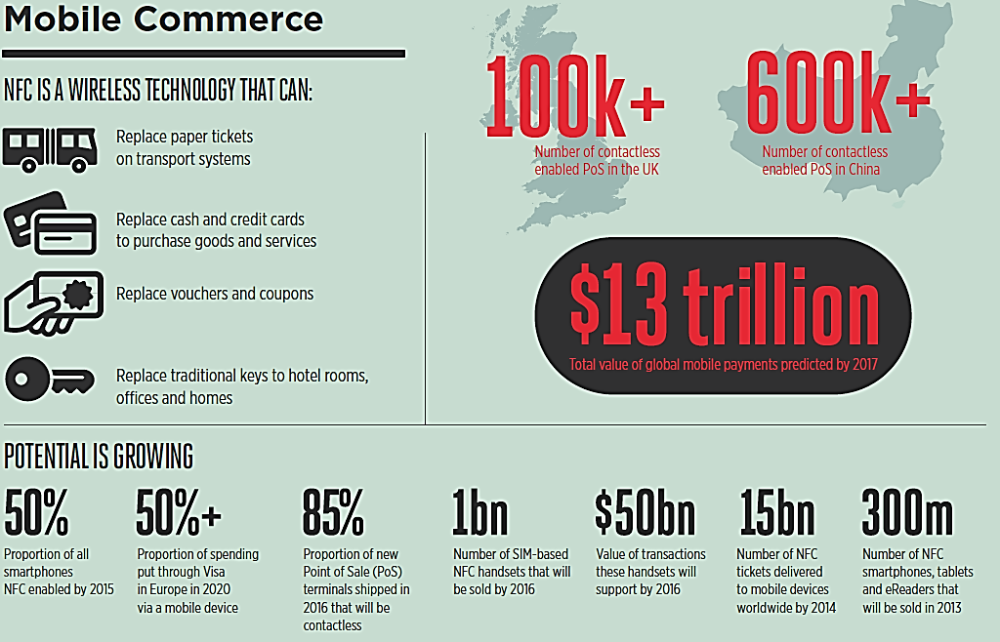 Mobile Commerce
NFC IS A WIRELESS TECHNOLOGY THAT CAN:
Replace paper tickets
on transport systems
Replace cash and credit cards
to purchase goods and services
Replace vouchers and coupons
Replace traditional keys to hotel rooms,
offices and homes
100k+
Number of contactless
enabled PoS in the UK
600k+
Number of contactless
enabled PoS in China
$13 trillion
Total value of global mobile payments predicted by 2017
POTENTIAL IS GROWING
50%
Proportion of all
smartphones
NFC enabled by 2015
50%+
Proportion of spending
put through Visa
in Europe in 2020
via a mobile device
85%
Proportion of new
Point of Sale (PoS)
terminals shipped in
2016 that will be
contactless
1bn
Number of SIM-based
NFC handsets that will
be sold by 2016
$50bn
Value of transactions
these handsets will
support by 2016
15bn
Number of NFC
tickets delivered
to mobile devices
worldwide by 2014
300m
Number of NFC
smartphones, tablets
and eReaders that
will be sold in 2013